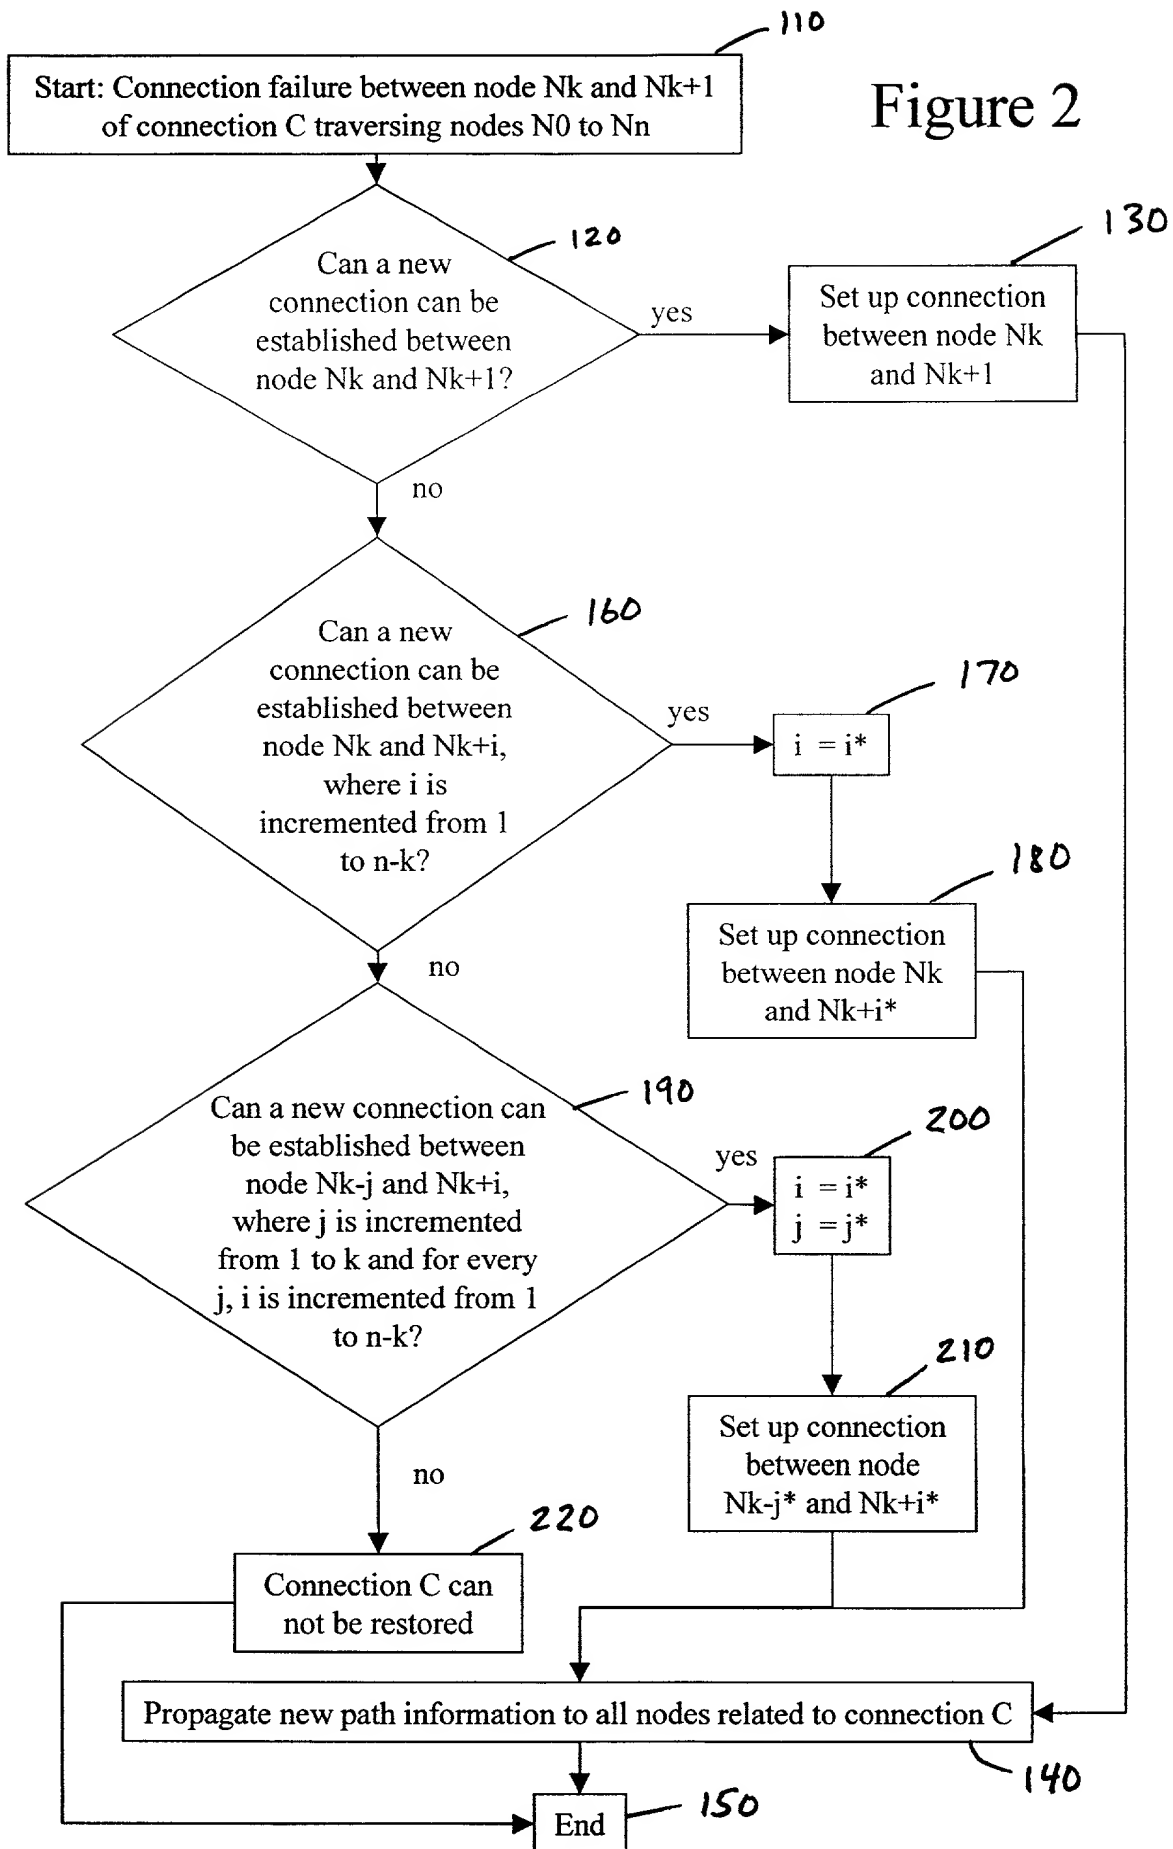 110
Start: Connection failure between node Nk and Nk+1
of connection C traversing nodes N0 to Nn
Figure 2
120
Can a new
connection can be
established between
node Nk and Nk+1?
yes
130
Set up connection
between node Nk
and Nk+1
no
160
Can a new
connection can be
established between
node Nk and Nk+i,
where i is
incremented from 1
to n-k?
yes
170
i = i*
180
Set up connection
between node Nk
and Nk+i*
no
190
Can a new connection can
be established between
node Nk-j and Nk+i,
where j is incremented
from 1 to k and for every
j, i is incremented from 1
to n-k?
yes
200
i = i*
j = j*
210
Set up connection
between node
Nk-j* and Nk+i*
no
220
Connection C can
not be restored
Propagate new path information to all nodes related to connection C
140
End
150